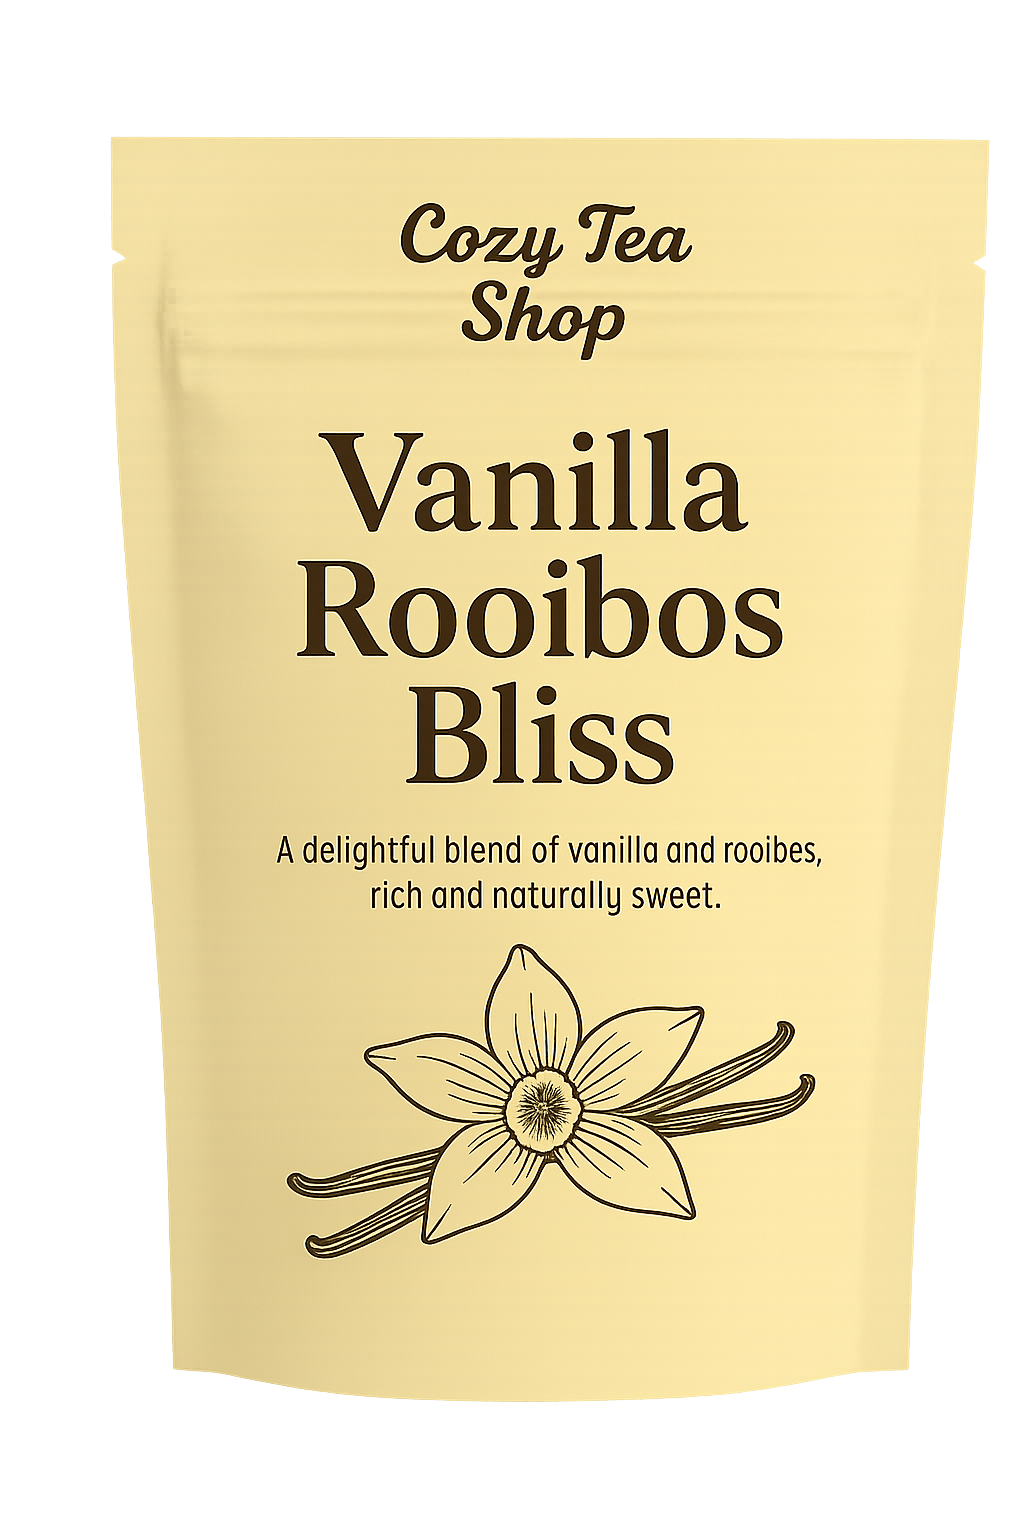 Cozy Tea
Shop
Vanilla
Rooibos
Bliss
A delightful blend of vanilla and rooibes,
rich and naturally sweet.